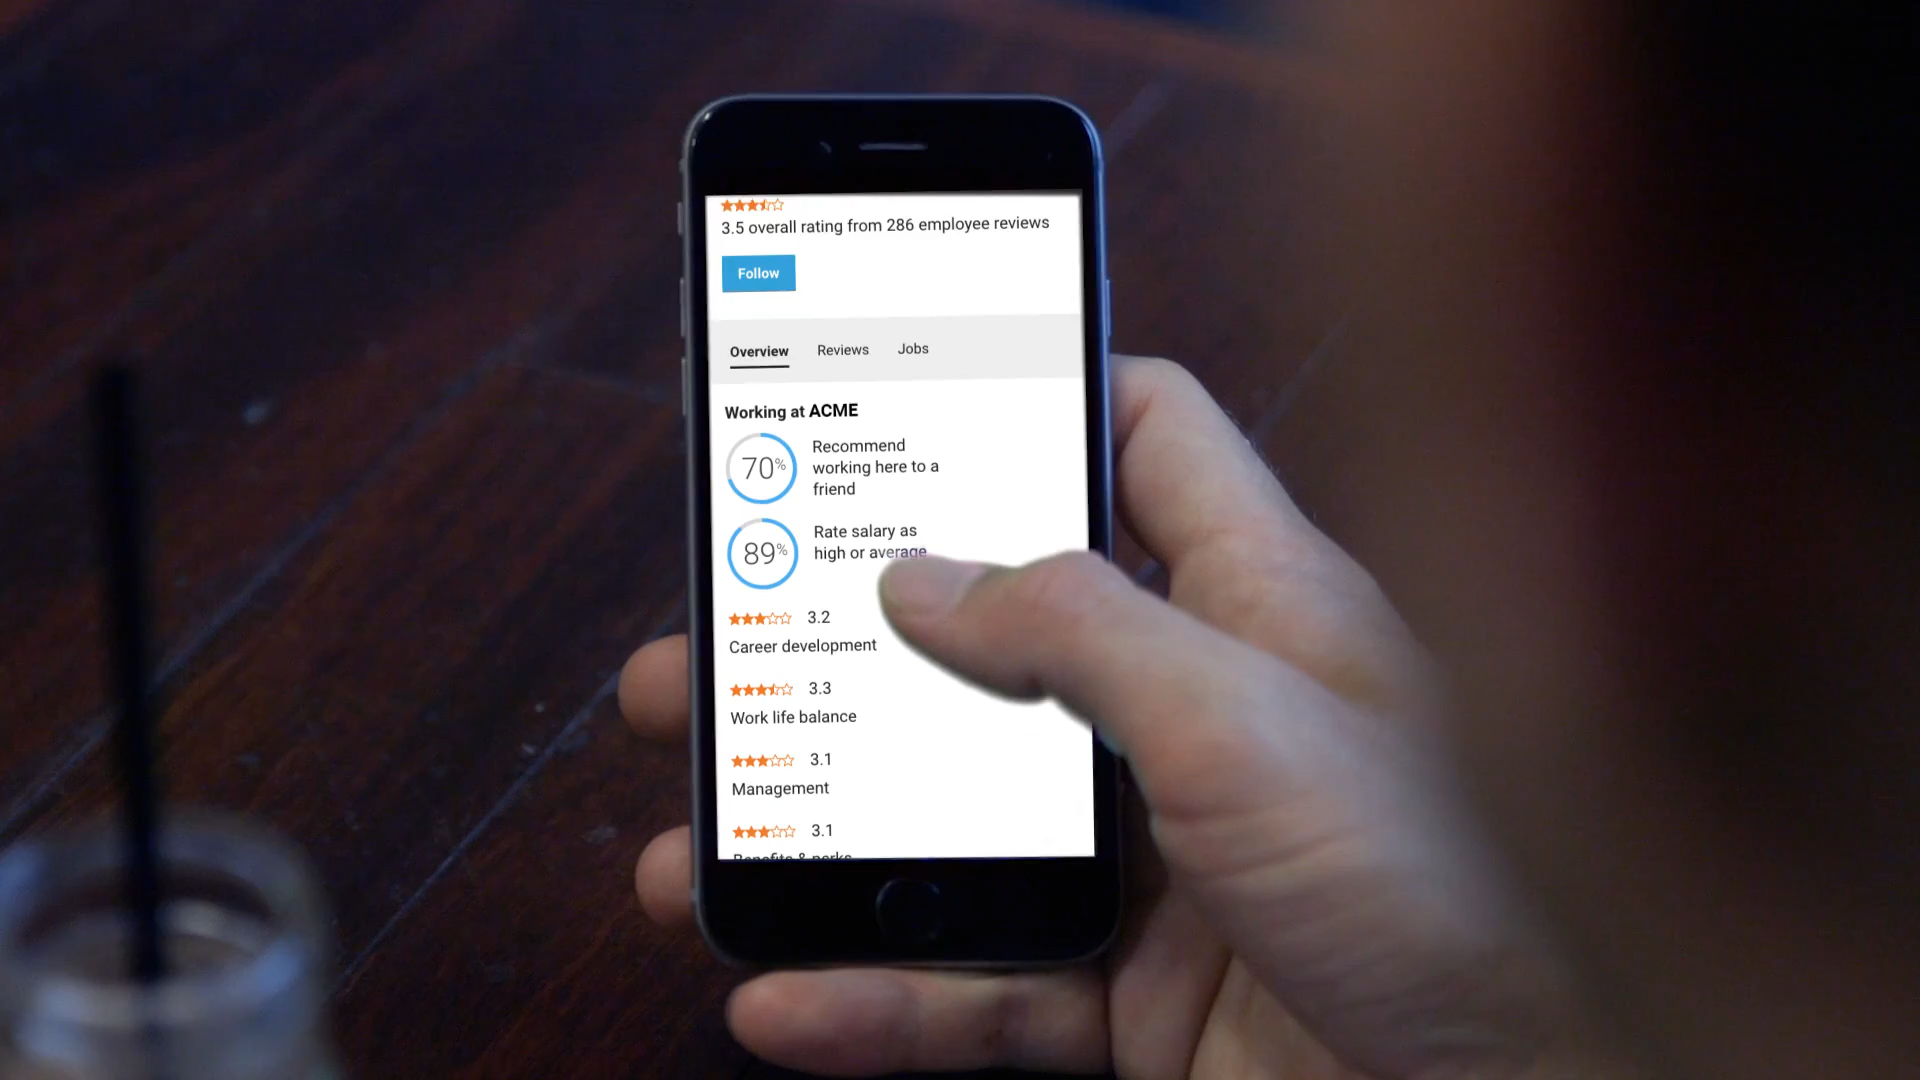 3.5 overall rating from 286 employee reviews
Follow
Overview Reviews Jobs
Working at ACME
70%
Recommend
working here to a
friend
89%
Rate salary as
high or average
3.2
Career development
3.3
Work life balance
3.1
Management
3.1
Benefits & perks